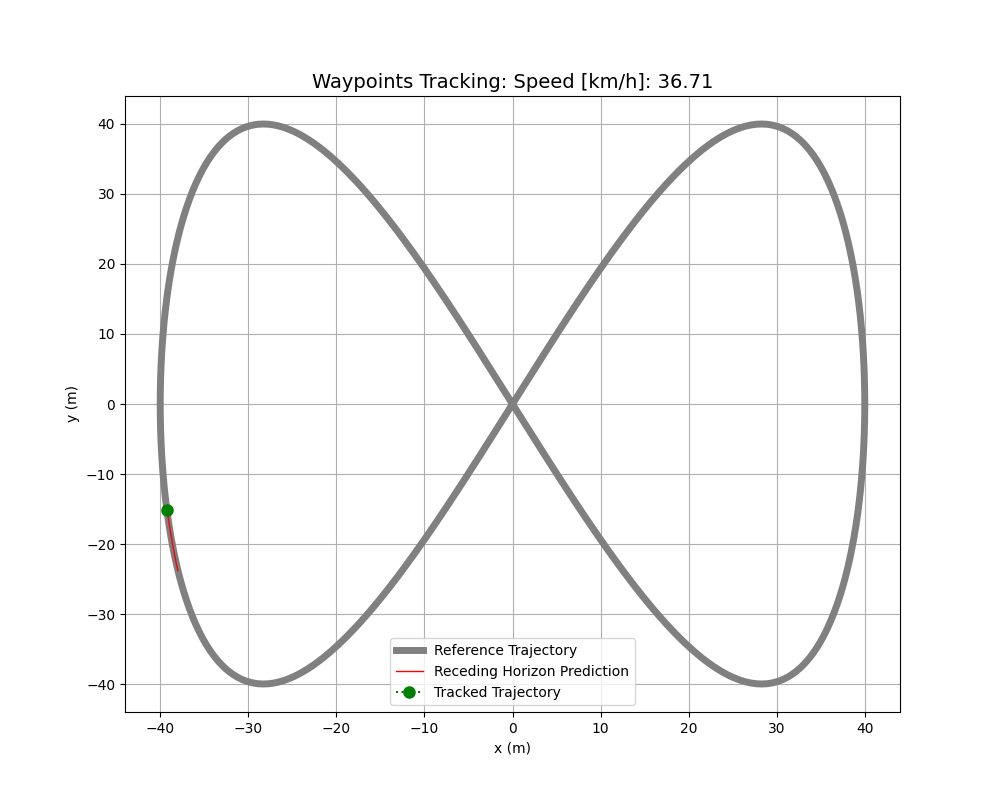 Waypoints Tracking: Speed [km/h]: 36.71
40
30
20
10
0
−10
−20
−30
−40
y (m)
Reference Trajectory
Receding Horizon Prediction
Tracked Trajectory
−40 −30 −20 −10 0 10 20 30 40
x (m)